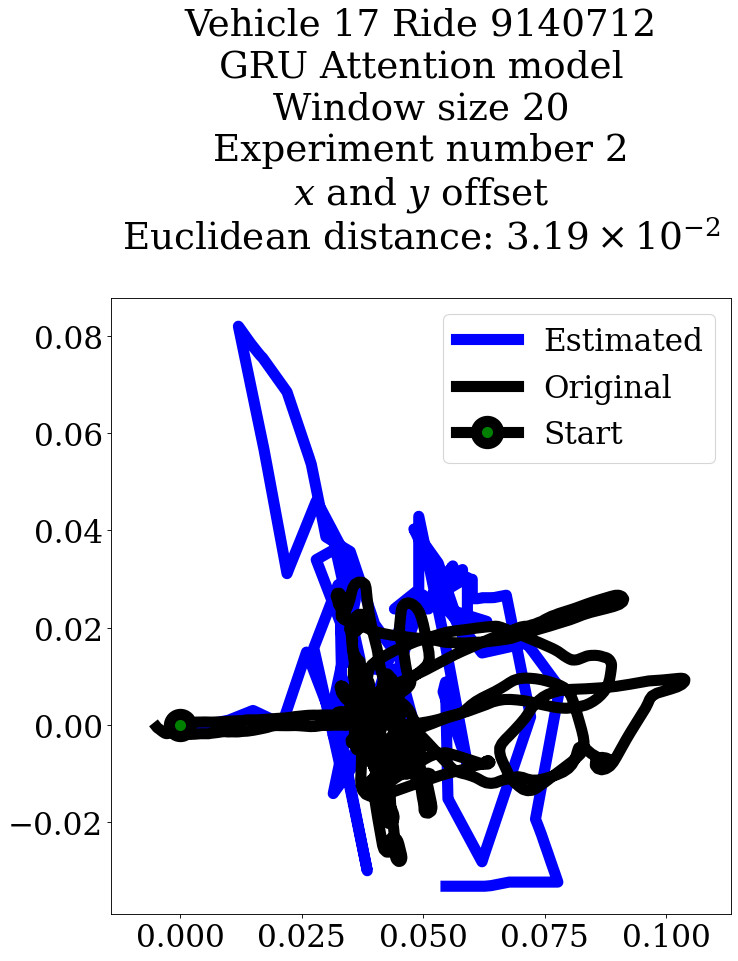 Vehicle 17 Ride 9140712
GRU Attention model
Window size 20
Experiment number 2
x and y offset
Euclidean distance: 3.19 × 10⁻²
Estimated
Original
Start
0.08
0.06
0.04
0.02
0.00
−0.02
0.000 0.025 0.050 0.075 0.100